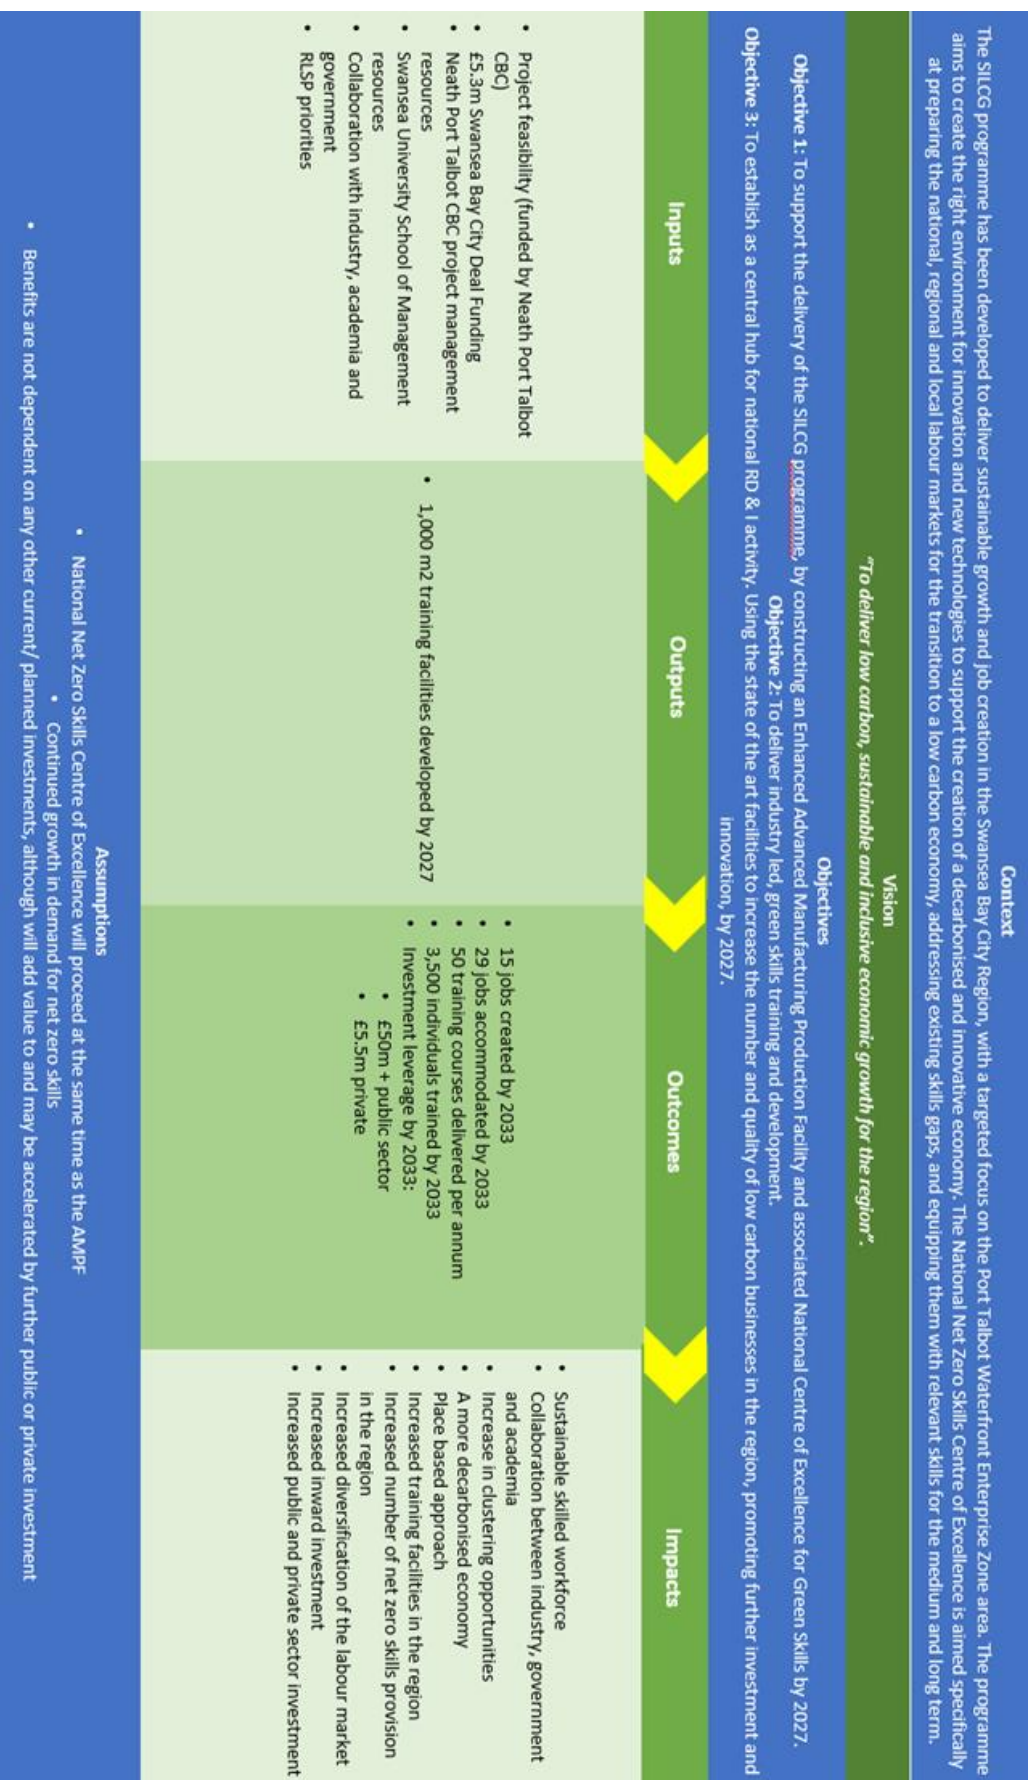 Context
The SILCG programme has been developed to deliver sustainable growth and job creation in the Swansea Bay City Region, with a targeted focus on the Port Talbot Waterfront Enterprise Zone area. The programme
aims to create the right environment for innovation and new technologies to support the creation of a decarbonised and innovative economy. The National Net Zero Skills Centre of Excellence is aimed specifically
at preparing the national, regional and local labour markets for the transition to a low carbon economy, addressing existing skills gaps, and equipping them with relevant skills for the medium and long term.
Vision
"To deliver low carbon, sustainable and inclusive economic growth for the region".
Objectives
Objective 1: To support the delivery of the SILCG programme, by constructing an Enhanced Advanced Manufacturing Production Facility and associated National Centre of Excellence for Green Skills by 2027.
Objective 2: To deliver industry led, green skills training and development.
Objective 3: To establish as a central hub for national RD & I activity. Using the state of the art facilities to increase the number and quality of low carbon businesses in the region, promoting further investment and
innovation, by 2027.
Inputs
• Project feasibility (funded by Neath Port Talbot
CBC)
• £5.3m Swansea Bay City Deal Funding
• Neath Port Talbot CBC project management
resources
• Swansea University School of Management
resources
• Collaboration with industry, academia and
government
• RLSP priorities
Outputs
• 1,000 m2 training facilities developed by 2027
Outcomes
• 15 jobs created by 2033
• 29 jobs accommodated by 2033
• 50 training courses delivered per annum
• 3,500 individuals trained by 2033
• Investment leverage by 2033:
• £50m + public sector
• £5.5m private
Impacts
• Sustainable skilled workforce
• Collaboration between industry, government
and academia
• Increase in clustering opportunities
• A more decarbonised economy
• Place based approach
• Increased training facilities in the region
• Increased number of net zero skills provision
in the region
• Increased diversification of the labour market
• Increased inward investment
• Increased public and private sector investment
Assumptions
• National Net Zero Skills Centre of Excellence will proceed at the same time as the AMPF
• Continued growth in demand for net zero skills
• Benefits are not dependent on any other current/ planned investments, although will add value to and may be accelerated by further public or private investment